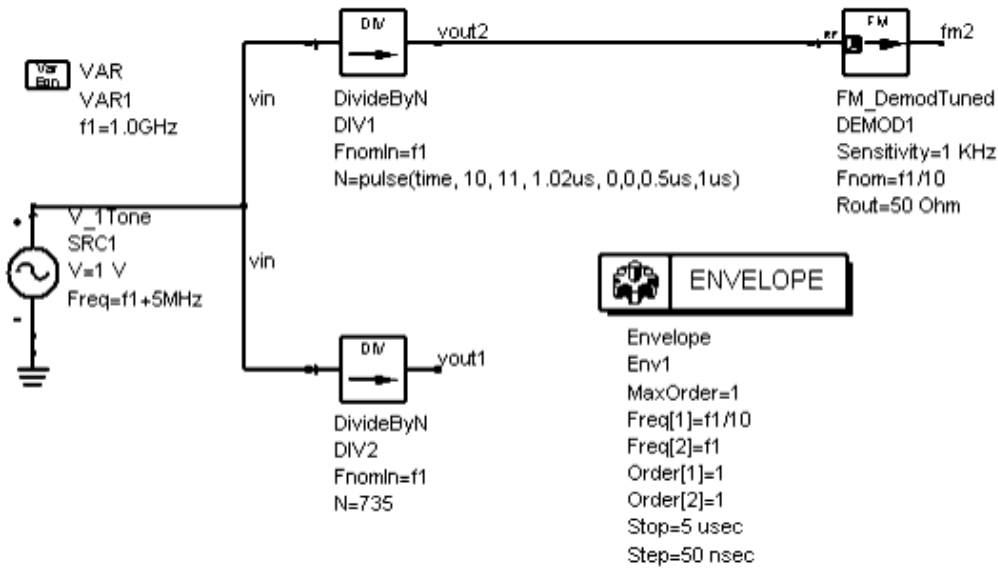 Var
Eqn
VAR
VAR1
f1=1.0GHz
DIV
vout2
vin
DivideByN
DIV1
FnomIn=f1
N=pulse(time, 10, 11, 1.02us, 0,0,0.5us,1us)
RF
FM
fm2
FM_DemodTuned
DEMOD1
Sensitivity=1 KHz
Fnom=f1/10
Rout=50 Ohm
V_1Tone
SRC1
V=1 V
Freq=f1+5MHz
vin
DIV
vout1
DivideByN
DIV2
FnomIn=f1
N=735
ENVELOPE
Envelope
Env1
MaxOrder=1
Freq[1]=f1/10
Freq[2]=f1
Order[1]=1
Order[2]=1
Stop=5 usec
Step=50 nsec